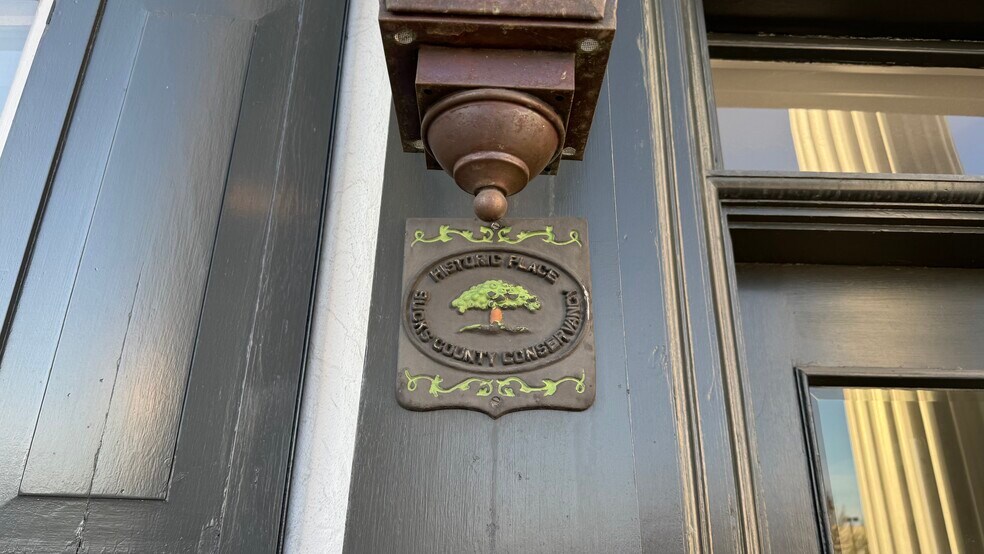 HISTORIC PLACE
BUCKS COUNTY CONSERVANCY